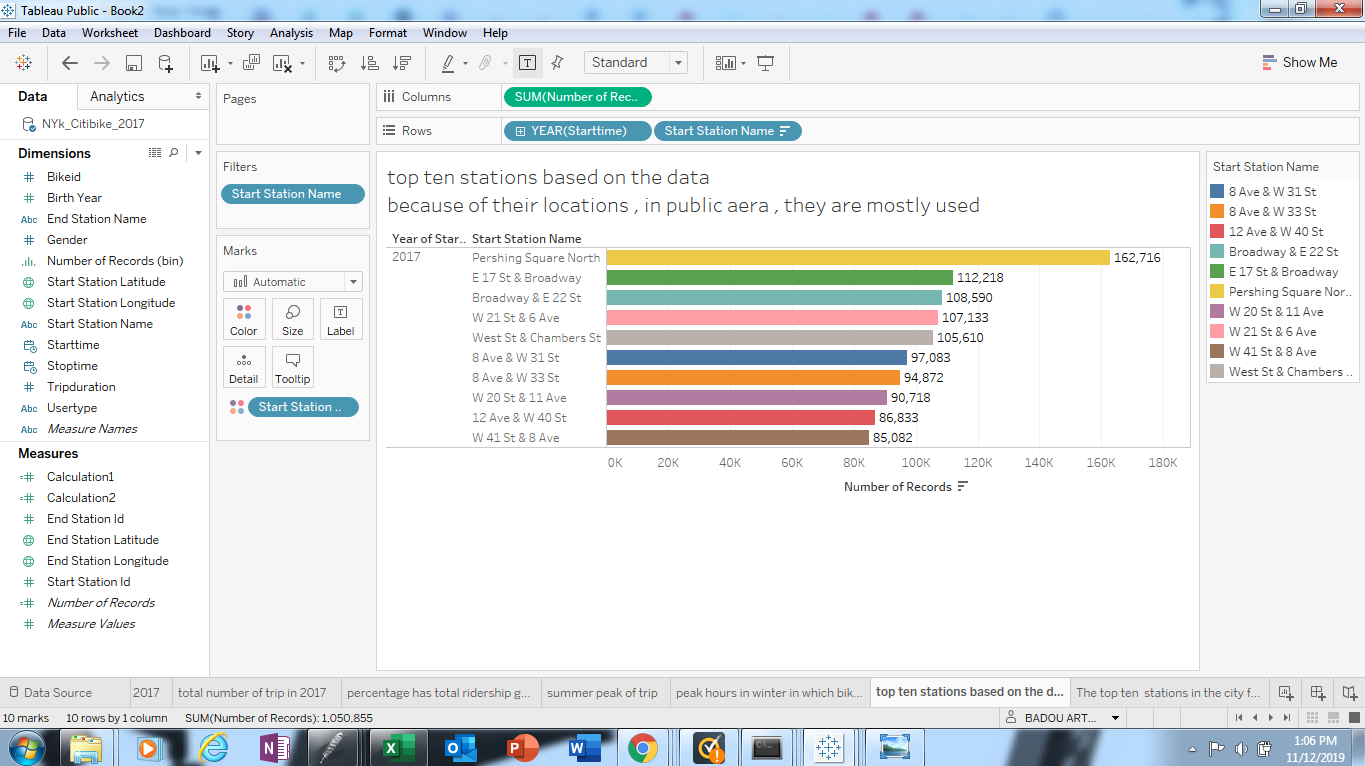 Tableau Public - Book2
File Data Worksheet Dashboard Story Analysis Map Format Window Help
Standard
Show Me
Data
Analytics
NYk_Citibike_2017
Dimensions
Bikeid
Birth Year
Abc End Station Name
Gender
Number of Records (bin)
Start Station Latitude
Start Station Longitude
Abc Start Station Name
Starttime
Stoptime
Tripduration
Abc Usertype
Abc Measure Names
Measures
Calculation1
Calculation2
End Station Id
End Station Latitude
End Station Longitude
Start Station Id
Number of Records
Measure Values
Pages
Filters
Start Station Name
Marks
Automatic
Color Size Label
Detail Tooltip
Start Station ..
Columns SUM(Number of Rec..
Rows YEAR(Starttime) Start Station Name
top ten stations based on the data
because of their locations , in public aera , they are mostly used
Year of Star.. Start Station Name
2017 Pershing Square North 162,716
E 17 St & Broadway 112,218
Broadway & E 22 St 108,590
W 21 St & 6 Ave 107,133
West St & Chambers St 105,610
8 Ave & W 31 St 97,083
8 Ave & W 33 St 94,872
W 20 St & 11 Ave 90,718
12 Ave & W 40 St 86,833
W 41 St & 8 Ave 85,082
0K 20K 40K 60K 80K 100K 120K 140K 160K 180K
Number of Records
Start Station Name
8 Ave & W 31 St
8 Ave & W 33 St
12 Ave & W 40 St
Broadway & E 22 St
E 17 St & Broadway
Pershing Square Nor..
W 20 St & 11 Ave
W 21 St & 6 Ave
W 41 St & 8 Ave
West St & Chambers ..
Data Source 2017 total number of trip in 2017 percentage has total ridership g... summer peak of trip peak hours in winter in which bik... top ten stations based on the d... The top ten stations in the city f...
10 marks 10 rows by 1 column SUM(Number of Records): 1,050,855 BADOU ART...
1:06 PM
11/12/2019